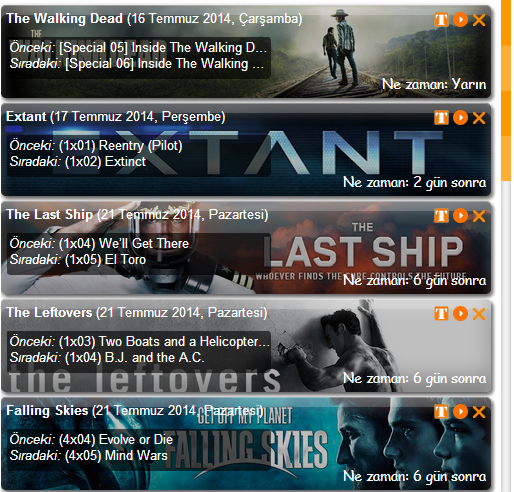 The Walking Dead (16 Temmuz 2014, Çarşamba)
THE
Önceki: [Special 05] Inside The Walking D...
Sıradaki: [Special 06] Inside The Walking ...
Ne zaman: Yarın
Extant (17 Temmuz 2014, Perşembe)
EXTANT
Önceki: (1x01) Reentry (Pilot)
Sıradaki: (1x02) Extinct
Ne zaman: 2 gün sonra
The Last Ship (21 Temmuz 2014, Pazartesi)
THE
LAST SHIP
Önceki: (1x04) We'll Get There
Sıradaki: (1x05) El Toro
WHOEVER FINDS THE CURE CONTROLS THE FUTURE
Ne zaman: 6 gün sonra
The Leftovers (21 Temmuz 2014, Pazartesi)
Önceki: (1x03) Two Boats and a Helicopter...
Sıradaki: (1x04) B.J. and the A.C.
the leftovers
Ne zaman: 6 gün sonra
Falling Skies (21 Temmuz 2014, Pazartesi)
GET OFF MY PLANET
FALLING SKIES
Önceki: (4x04) Evolve or Die
Sıradaki: (4x05) Mind Wars
Ne zaman: 6 gün sonra